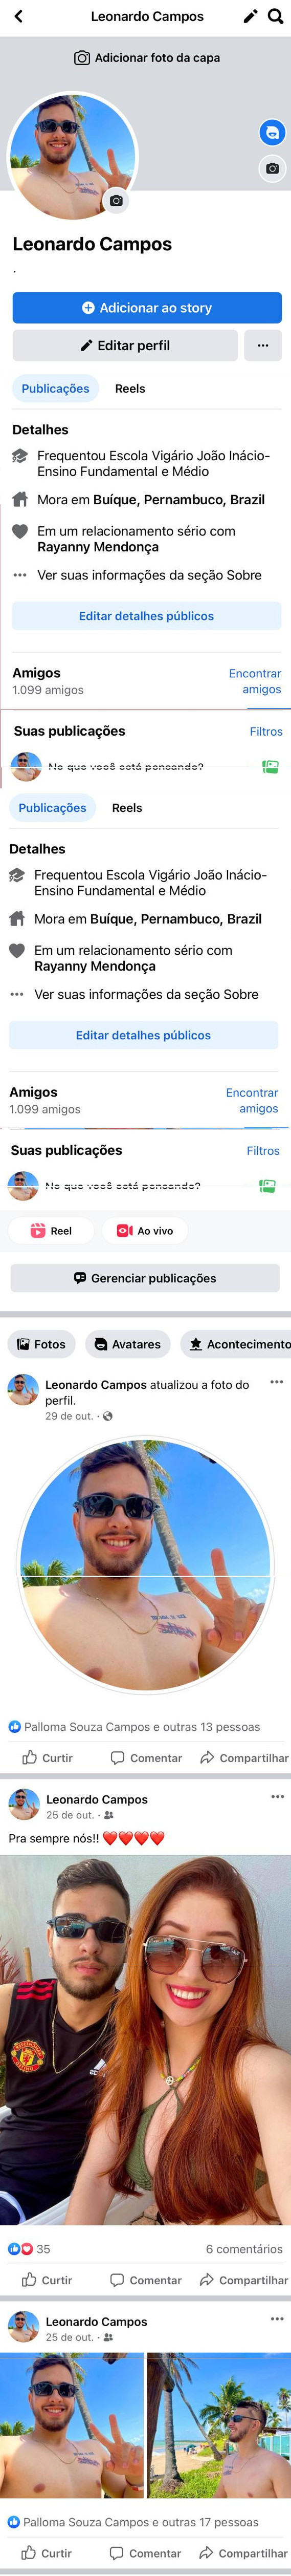 Leonardo Campos
Adicionar foto da capa
Leonardo Campos
.
Adicionar ao story
Editar perfil
Publicações Reels
Detalhes
Frequentou Escola Vigário João Inácio-
Ensino Fundamental e Médio
Mora em Buíque, Pernambuco, Brazil
Em um relacionamento sério com
Rayanny Mendonça
Ver suas informações da seção Sobre
Editar detalhes públicos
Amigos
1.099 amigos
Encontrar
amigos
Suas publicações Filtros
No que você está pensando?
Publicações Reels
Detalhes
Frequentou Escola Vigário João Inácio-
Ensino Fundamental e Médio
Mora em Buíque, Pernambuco, Brazil
Em um relacionamento sério com
Rayanny Mendonça
Ver suas informações da seção Sobre
Editar detalhes públicos
Amigos
1.099 amigos
Encontrar
amigos
Suas publicações Filtros
No que você está pensando?
Reel Ao vivo
Gerenciar publicações
Fotos Avatares Acontecimento
Leonardo Campos atualizou a foto do
perfil.
29 de out. ·
Palloma Souza Campos e outras 13 pessoas
Curtir Comentar Compartilhar
Leonardo Campos
25 de out. ·
Pra sempre nós!! ❤️❤️❤️❤️
35 6 comentários
Curtir Comentar Compartilhar
Leonardo Campos
25 de out. ·
Palloma Souza Campos e outras 17 pessoas
Curtir Comentar Compartilhar